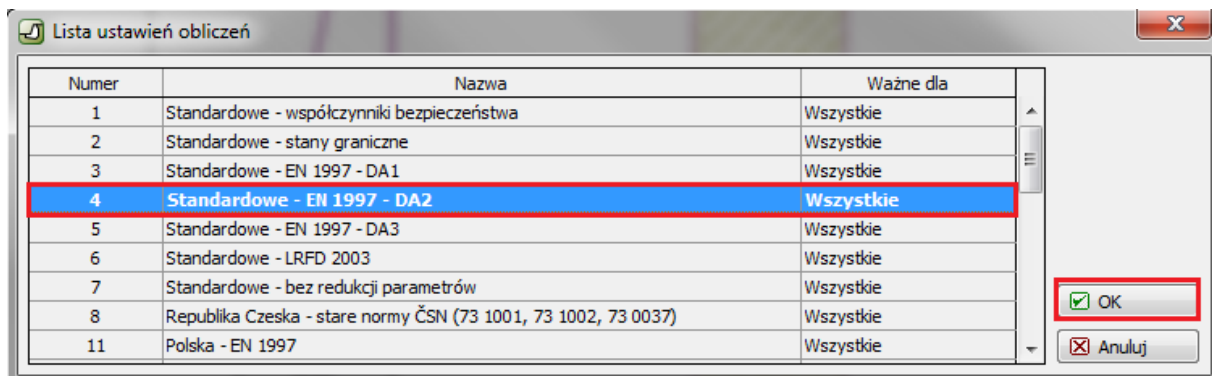 Lista ustawień obliczeń
Numer Nazwa Ważne dla
1 Standardowe - współczynniki bezpieczeństwa Wszystkie
2 Standardowe - stany graniczne Wszystkie
3 Standardowe - EN 1997 - DA1 Wszystkie
4 Standardowe - EN 1997 - DA2 Wszystkie
5 Standardowe - EN 1997 - DA3 Wszystkie
6 Standardowe - LRFD 2003 Wszystkie
7 Standardowe - bez redukcji parametrów Wszystkie
8 Republika Czeska - stare normy ČSN (73 1001, 73 1002, 73 0037) Wszystkie
11 Polska - EN 1997 Wszystkie
OK
Anuluj